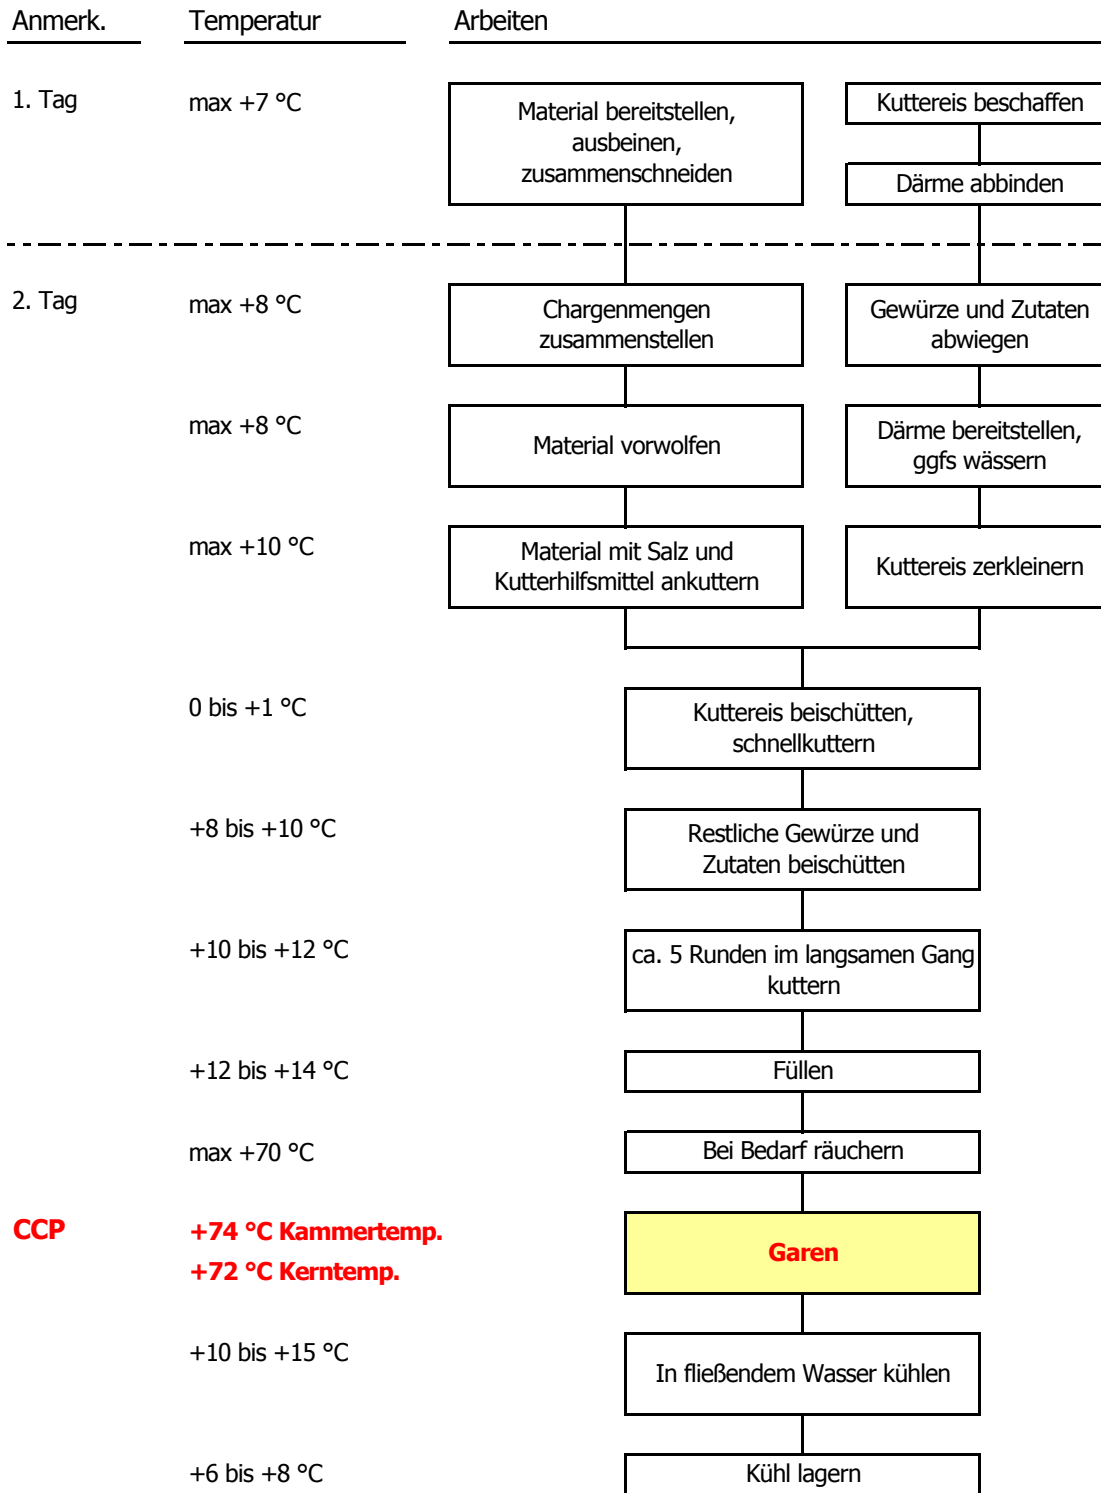 Anmerk.
Temperatur
Arbeiten
1. Tag
max +7 °C
Material bereitstellen,
ausbeinen,
zusammenschneiden
Kuttereis beschaffen
Därme abbinden
2. Tag
max +8 °C
Chargenmengen
zusammenstellen
Gewürze und Zutaten
abwiegen
max +8 °C
Material vorwolfen
Därme bereitstellen,
ggfs wässern
max +10 °C
Material mit Salz und
Kutterhilfsmittel ankuttern
Kuttereis zerkleinern
0 bis +1 °C
Kuttereis beischütten,
schnellkuttern
+8 bis +10 °C
Restliche Gewürze und
Zutaten beischütten
+10 bis +12 °C
ca. 5 Runden im langsamen Gang
kuttern
+12 bis +14 °C
Füllen
max +70 °C
Bei Bedarf räuchern
CCP
+74 °C Kammertemp.
+72 °C Kerntemp.
Garen
+10 bis +15 °C
In fließendem Wasser kühlen
+6 bis +8 °C
Kühl lagern